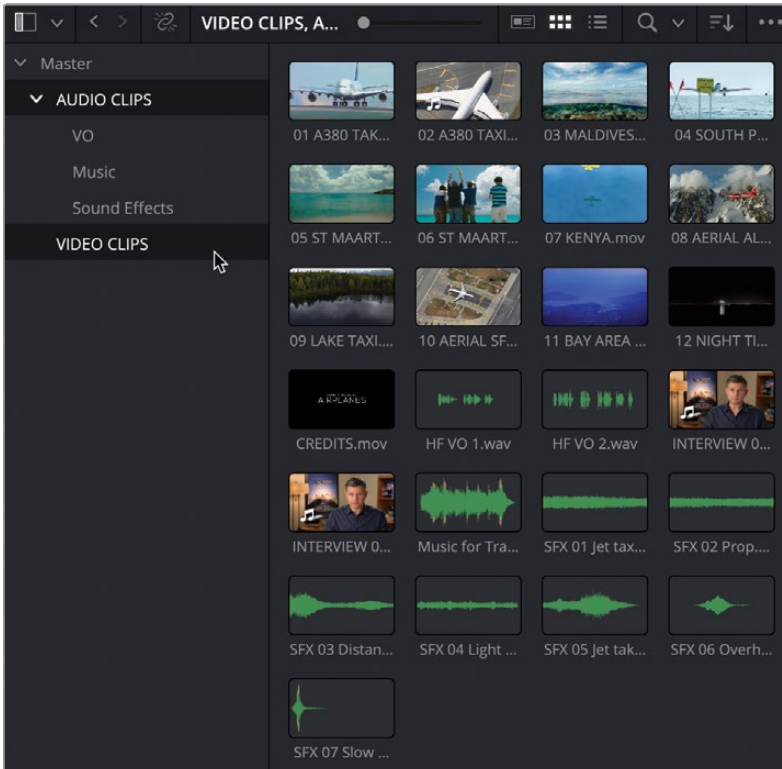 VIDEO CLIPS, A...
Master
AUDIO CLIPS
VO
Music
Sound Effects
VIDEO CLIPS
01 A380 TAK...
02 A380 TAXI...
03 MALDIVES...
04 SOUTH P...
05 ST MAART...
06 ST MAART...
07 KENYA.mov
08 AERIAL AL...
09 LAKE TAXI....
10 AERIAL SF...
11 BAY AREA ...
12 NIGHT TI...
AIRPLANES
CREDITS.mov
HF VO 1.wav
HF VO 2.wav
INTERVIEW 0...
INTERVIEW 0...
Music for Tra...
SFX 01 Jet tax...
SFX 02 Prop....
SFX 03 Distan...
SFX 04 Light ...
SFX 05 Jet tak...
SFX 06 Overh...
SFX 07 Slow ...